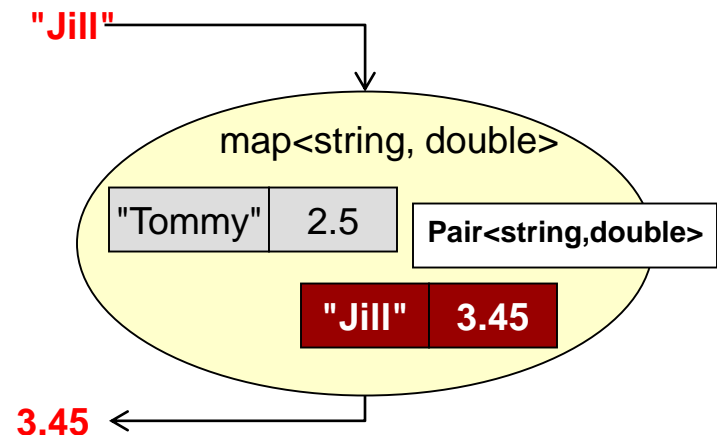 "Jill"
map<string, double>
"Tommy" 2.5
Pair<string,double>
"Jill" 3.45
3.45